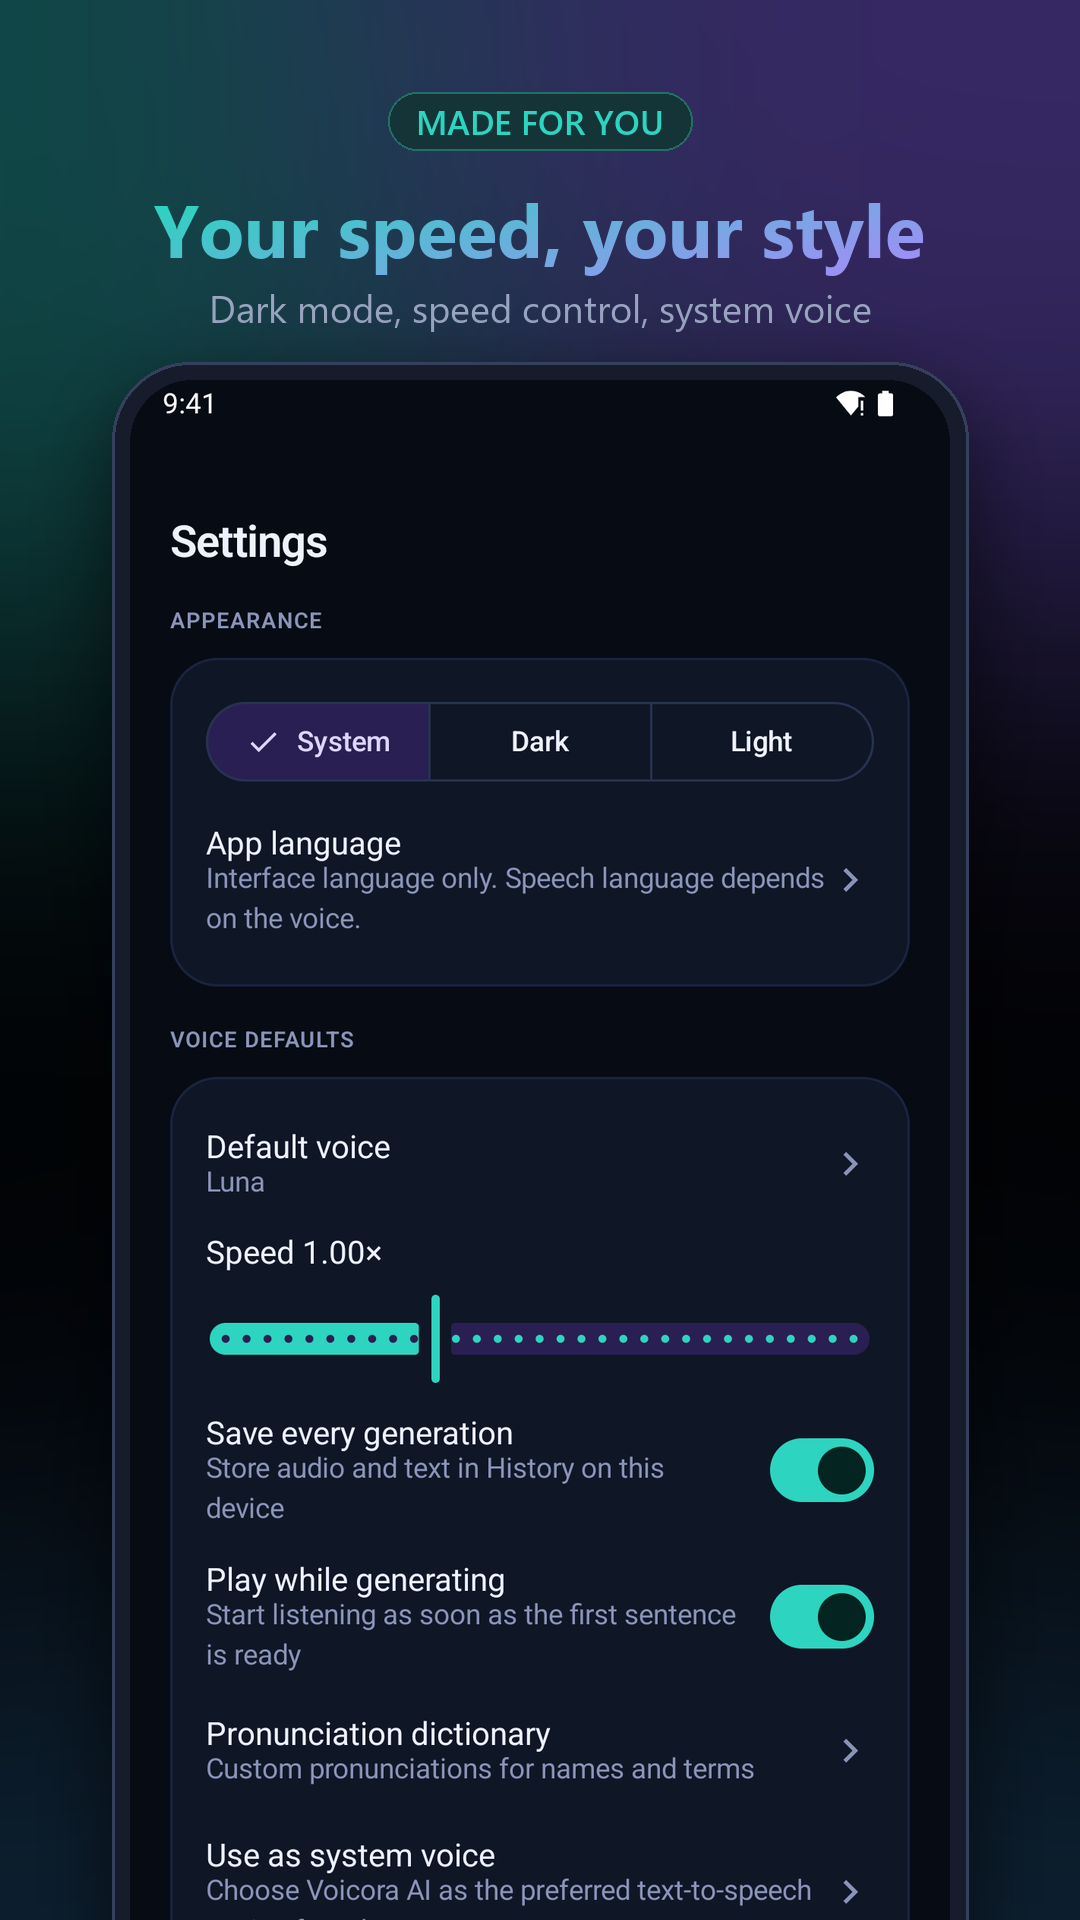 MADE FOR YOU
Your speed, your style
Dark mode, speed control, system voice
9:41
Settings
APPEARANCE
System
Dark
Light
App language
Interface language only. Speech language depends
on the voice.
VOICE DEFAULTS
Default voice
Luna
Speed 1.00×
Save every generation
Store audio and text in History on this
device
Play while generating
Start listening as soon as the first sentence
is ready
Pronunciation dictionary
Custom pronunciations for names and terms
Use as system voice
Choose Voicora AI as the preferred text-to-speech